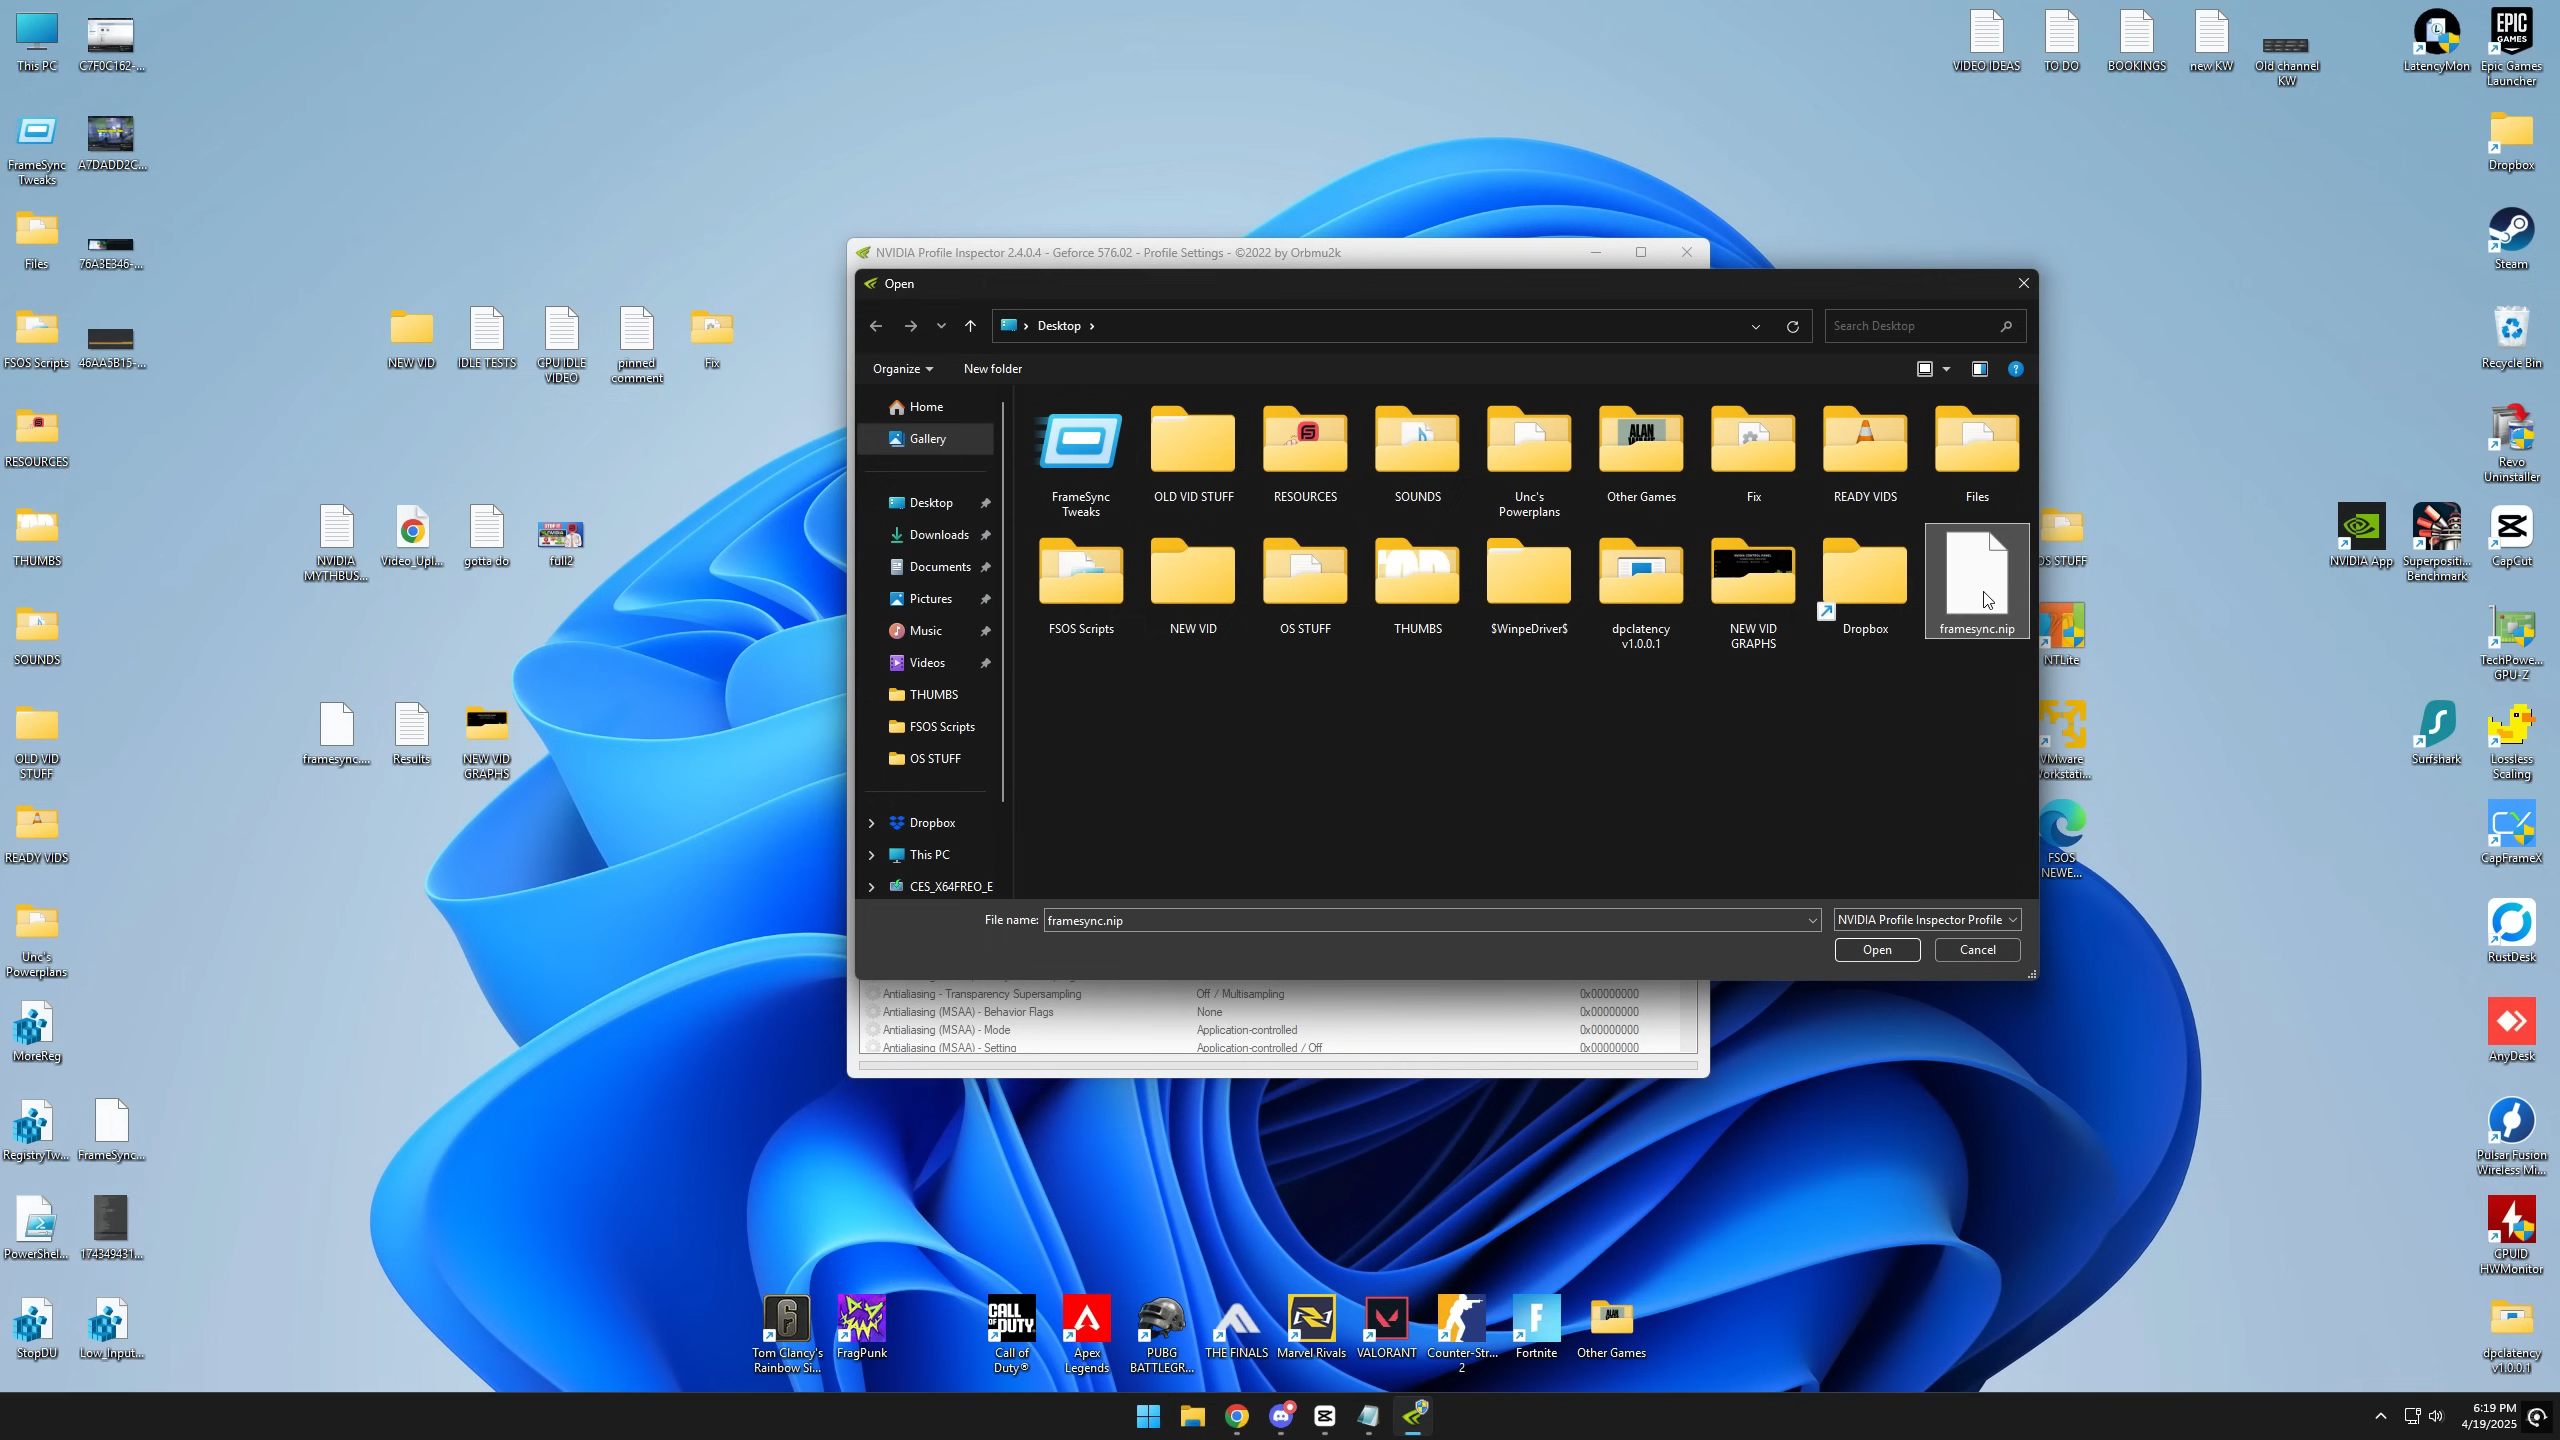 This PC
C7F0C162-...
VIDEO IDEAS
TO DO
BOOKINGS
new KW
Old channel
KW
LatencyMon
Epic Games
Launcher
FrameSync
Tweaks
A7DADD2C...
Dropbox
Files
76A3E346-...
Steam
NVIDIA Profile Inspector 2.4.0.4 - Geforce 576.02 - Profile Settings - ©2022 by Orbmu2k
Open
Desktop
Search Desktop
FSOS Scripts
46AA5B15-...
NEW VID
IDLE TESTS
CPU IDLE
VIDEO
pinned
comment
Fix
Recycle Bin
Organize
New folder
Home
Gallery
Desktop
Downloads
Documents
Pictures
Music
Videos
THUMBS
FSOS Scripts
OS STUFF
Dropbox
This PC
CES_X64FREO_E
FrameSync
Tweaks
OLD VID STUFF
RESOURCES
SOUNDS
Unc's
Powerplans
Other Games
Fix
READY VIDS
Files
FSOS Scripts
NEW VID
OS STUFF
THUMBS
$WinpeDriver$
dpclatency
v1.0.0.1
NEW VID
GRAPHS
Dropbox
framesync.nip
File name:
framesync.nip
NVIDIA Profile Inspector Profile
Open
Cancel
Antialiasing - Transparency Supersampling
Off / Multisampling
0x00000000
Antialiasing (MSAA) - Behavior Flags
None
0x00000000
Antialiasing (MSAA) - Mode
Application-controlled
0x00000000
Antialiasing (MSAA) - Setting
Application-controlled / Off
0x00000000
RESOURCES
Revo
Uninstaller
THUMBS
NVIDIA
MYTHBUS...
Video_Upl...
gotta do
full2
OS STUFF
NVIDIA App
Superpositi...
Benchmark
CapCut
SOUNDS
NTLite
TechPowe...
GPU-Z
OLD VID
STUFF
framesync....
Results
NEW VID
GRAPHS
VMware
Workstati...
Surfshark
Lossless
Scaling
READY VIDS
FSOS
NEWE...
CapFrameX
Unc's
Powerplans
RustDesk
MoreReg
AnyDesk
RegistryTw...
FrameSync...
Pulsar Fusion
Wireless Mi...
PowerShel...
174349431...
CPUID
HWMonitor
StopDU
Low_Input...
Tom Clancy's
Rainbow Si...
FragPunk
CALL OF DUTY.
Call of
Duty®
Apex
Legends
PUBG
BATTLEGR...
THE FINALS
Marvel Rivals
VALORANT
Counter-Str...
2
Fortnite
Other Games
dpclatency
v1.0.0.1
6:19 PM
4/19/2025